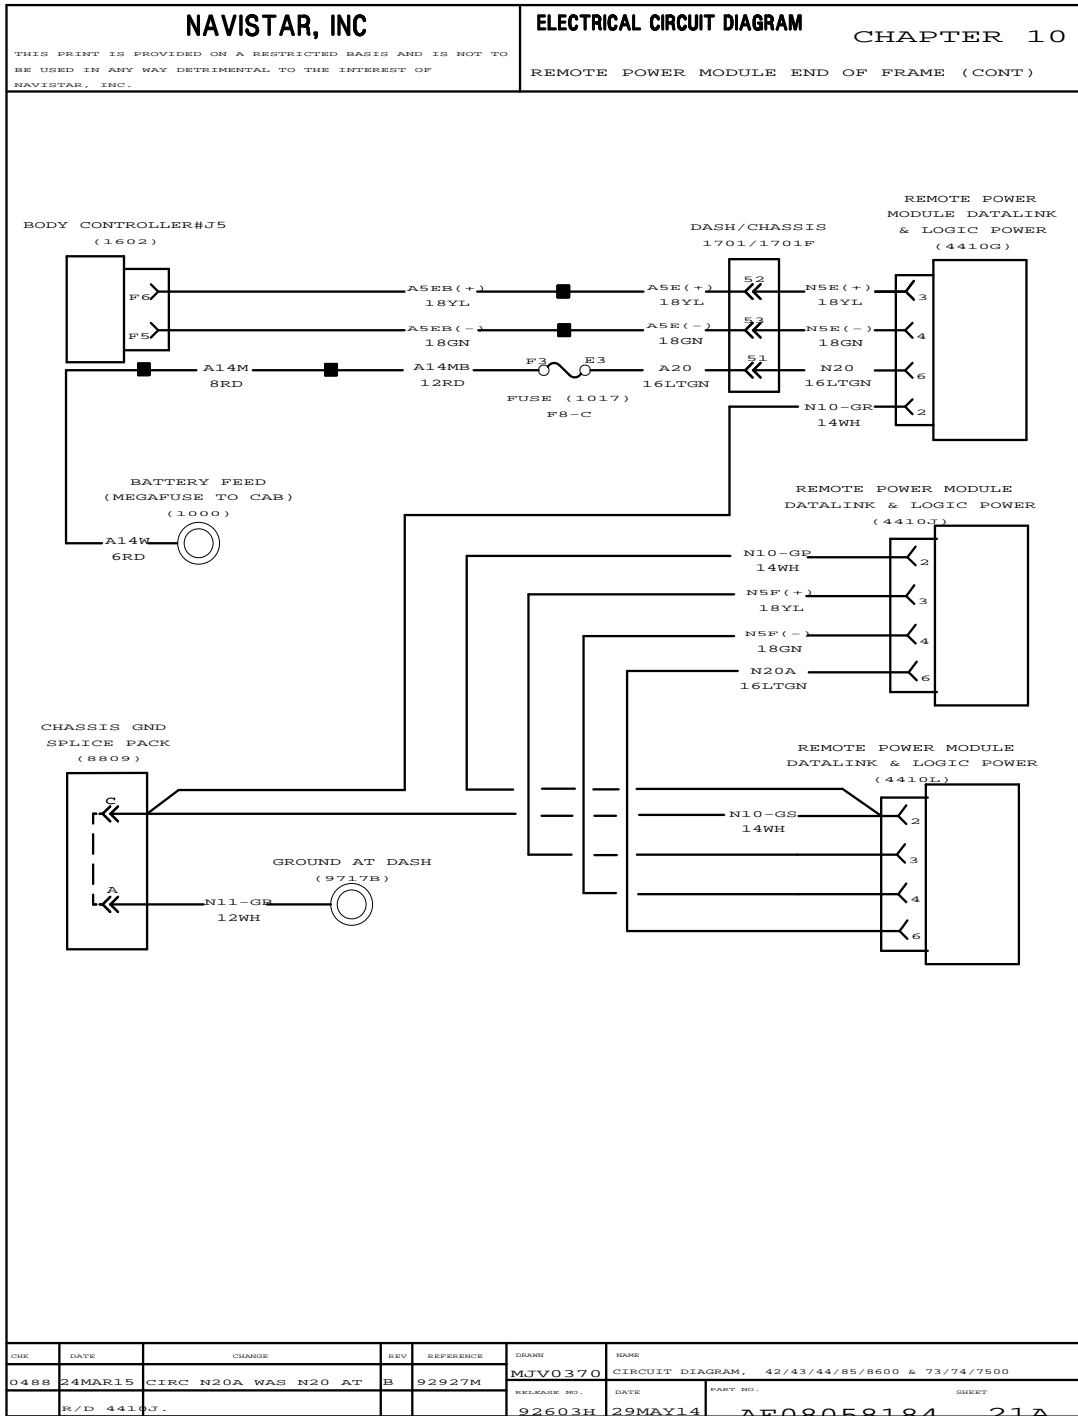 NAVISTAR, INC
THIS PRINT IS PROVIDED ON A RESTRICTED BASIS AND IS NOT TO
BE USED IN ANY WAY DETRIMENTAL TO THE INTEREST OF
NAVISTAR, INC.
ELECTRICAL CIRCUIT DIAGRAM
CHAPTER 10
REMOTE POWER MODULE END OF FRAME (CONT)
BODY CONTROLLER#J5
(1602)
F6
F5
A5EB(+)
18YL
A5EB(-)
18GN
A14M
8RD
A14MB
12RD
F3
E3
FUSE (1017)
F8-C
A5E(+)
18YL
A5E(-)
18GN
A20
16LTGN
DASH/CHASSIS
1701/1701F
52
53
51
N5E(+)
18YL
N5E(-)
18GN
N20
16LTGN
N10-GR
14WH
REMOTE POWER
MODULE DATALINK
& LOGIC POWER
(4410G)
3
4
6
2
BATTERY FEED
(MEGAFUSE TO CAB)
(1000)
A14W
6RD
REMOTE POWER MODULE
DATALINK & LOGIC POWER
(4410J)
N10-GP
14WH
N5F(+)
18YL
N5F(-)
18GN
N20A
16LTGN
2
3
4
6
CHASSIS GND
SPLICE PACK
(8809)
C
A
GROUND AT DASH
(9717B)
N11-GB
12WH
REMOTE POWER MODULE
DATALINK & LOGIC POWER
(4410L)
N10-GS
14WH
2
3
4
6
CHK DATE CHANGE REV REFERENCE
0488 24MAR15 CIRC N20A WAS N20 AT B 92927M
R/D 4410J.
DRAWN NAME
MJV0370 CIRCUIT DIAGRAM, 42/43/44/85/8600 & 73/74/7500
RELEASE NO. DATE PART NO. SHEET
92603H 29MAY14 AF08058184 21A